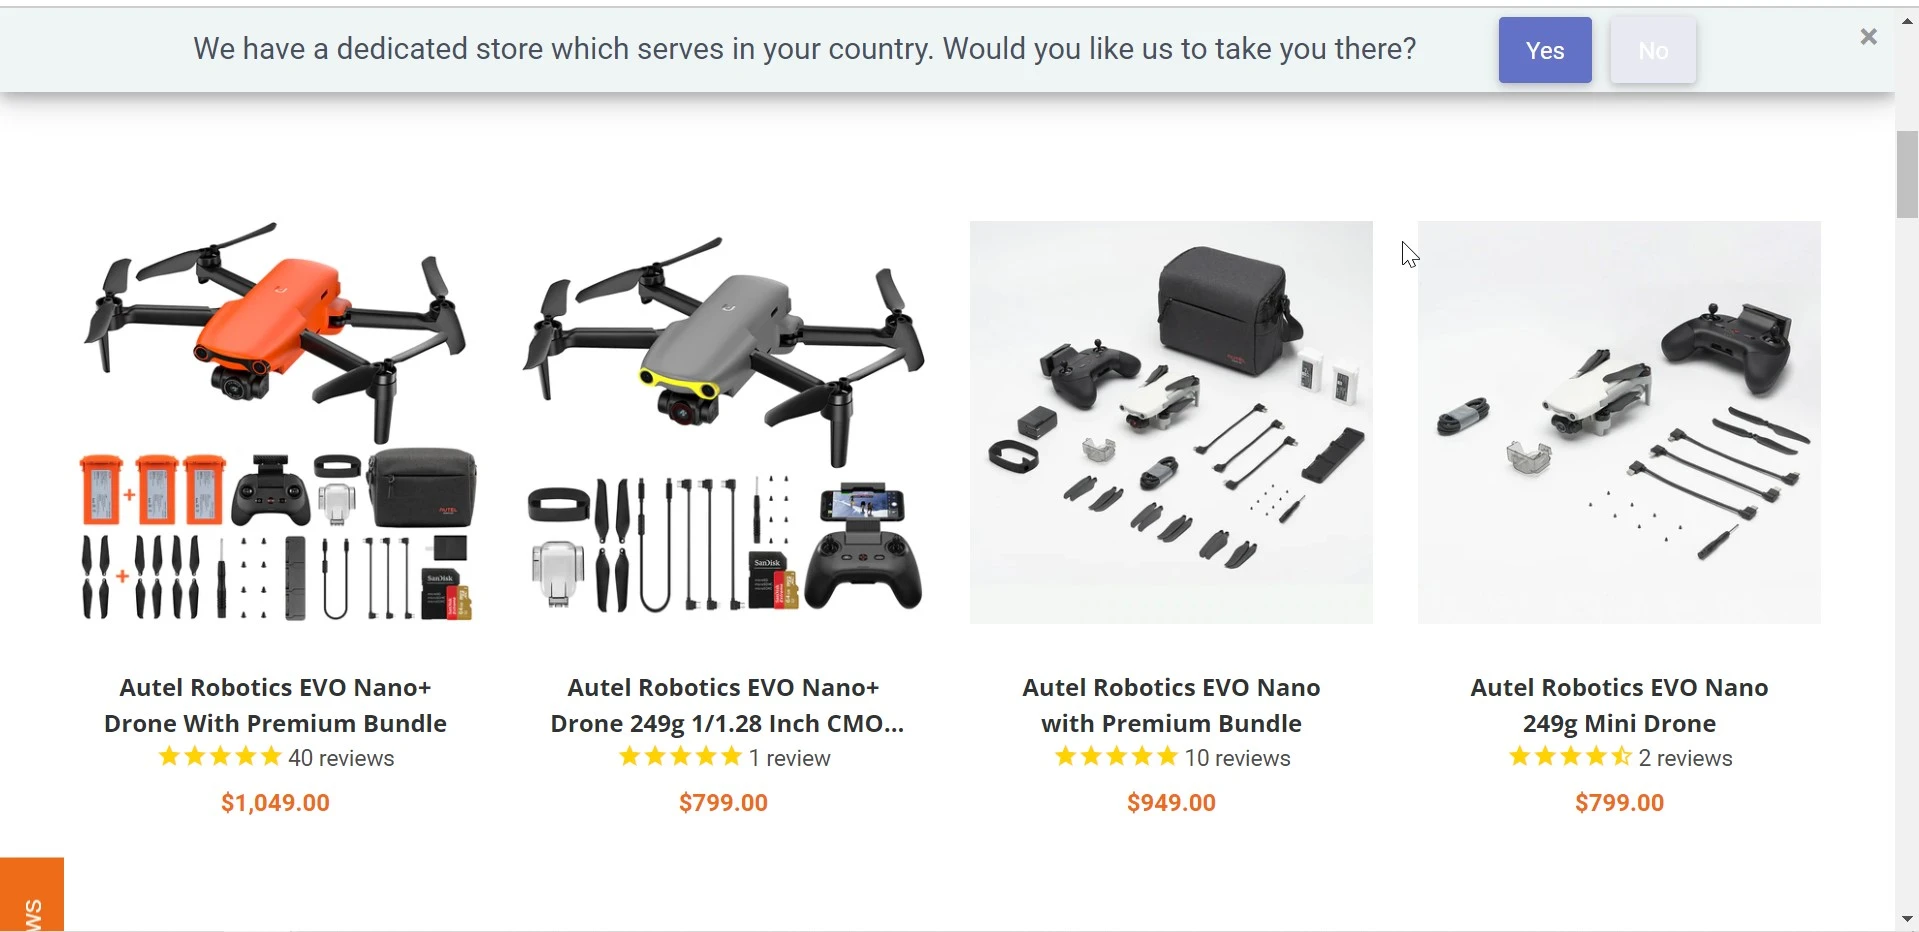 We have a dedicated store which serves in your country. Would you like us to take you there?
Yes
No
×
AUTEL
SanDisk
SanDisk
Autel Robotics EVO Nano+
Drone With Premium Bundle
40 reviews
$1,049.00
Autel Robotics EVO Nano+
Drone 249g 1/1.28 Inch CMO...
1 review
$799.00
Autel Robotics EVO Nano
with Premium Bundle
10 reviews
$949.00
Autel Robotics EVO Nano
249g Mini Drone
2 reviews
$799.00
ws